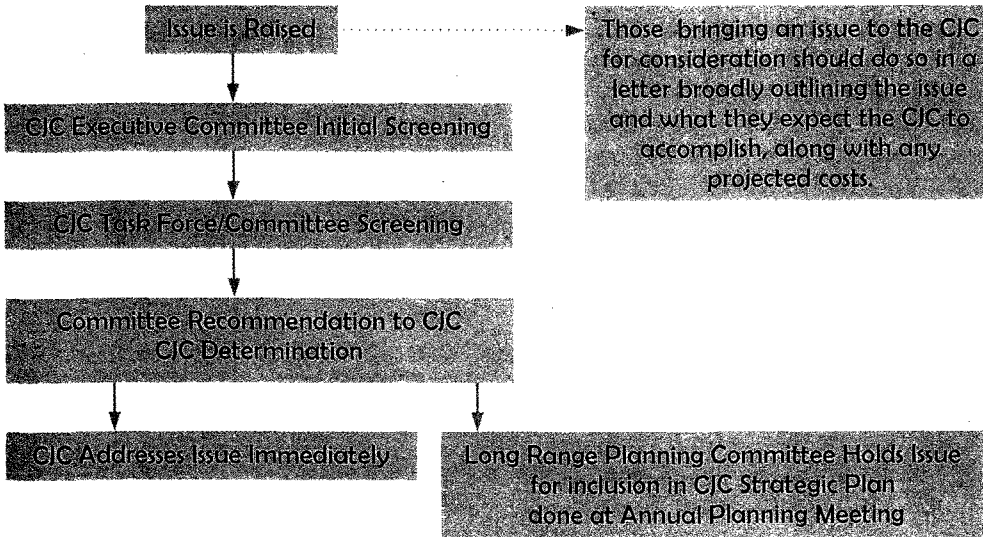 Issue is Raised
Those bringing an issue to the CJC
for consideration should do so in a
letter broadly outlining the issue
and what they expect the CJC to
accomplish, along with any
projected costs.
CJC Executive Committee Initial Screening
CJC Task Force/Committee Screening
Committee Recommendation to CJC
CJC Determination
CJC Addresses Issue Immediately
Long Range Planning Committee Holds Issue
for inclusion in CJC Strategic Plan
done at Annual Planning Meeting